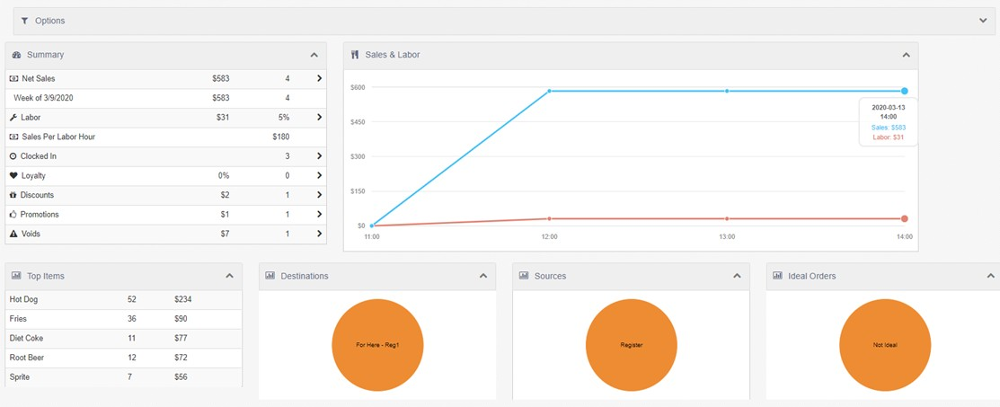 Options
Summary
Net Sales $583 4
Week of 3/9/2020 $583 4
Labor $31 5%
Sales Per Labor Hour $180
Clocked In 3
Loyalty 0% 0
Discounts $2 1
Promotions $1 1
Voids $7 1
Sales & Labor
$600
$450
$300
$150
$0
11:00 12:00 13:00 14:00
2020-03-13
14:00
Sales: $583
Labor: $31
Top Items
Hot Dog 52 $234
Fries 36 $90
Diet Coke 11 $77
Root Beer 12 $72
Sprite 7 $56
Destinations
For Here - Reg1
Sources
Register
Ideal Orders
Not Ideal